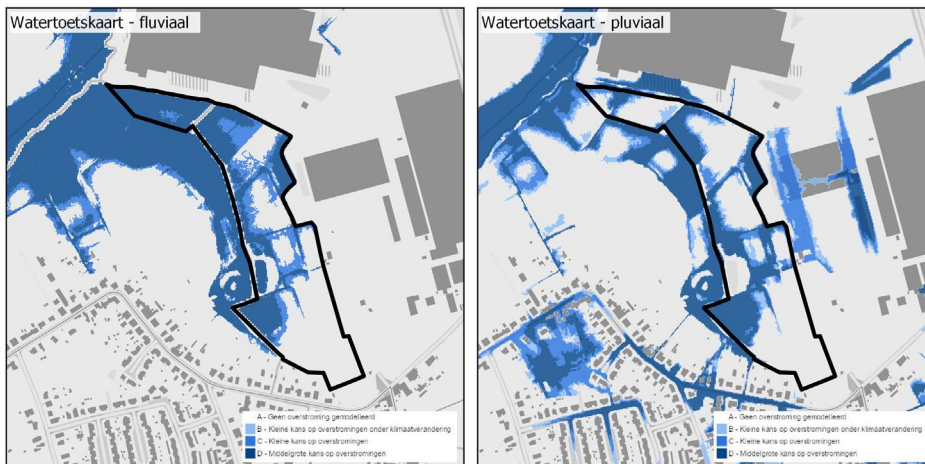 Watertoetskaart - fluviaal
A - Geen overstroming gemodelleerd
B - Kleine kans op overstromingen onder klimaatverandering
C - Kleine kans op overstromingen
D - Middelgrote kans op overstromingen
Watertoetskaart - pluviaal
A - Geen overstroming gemodelleerd
B - Kleine kans op overstromingen onder klimaatverandering
C - Kleine kans op overstromingen
D - Middelgrote kans op overstromingen